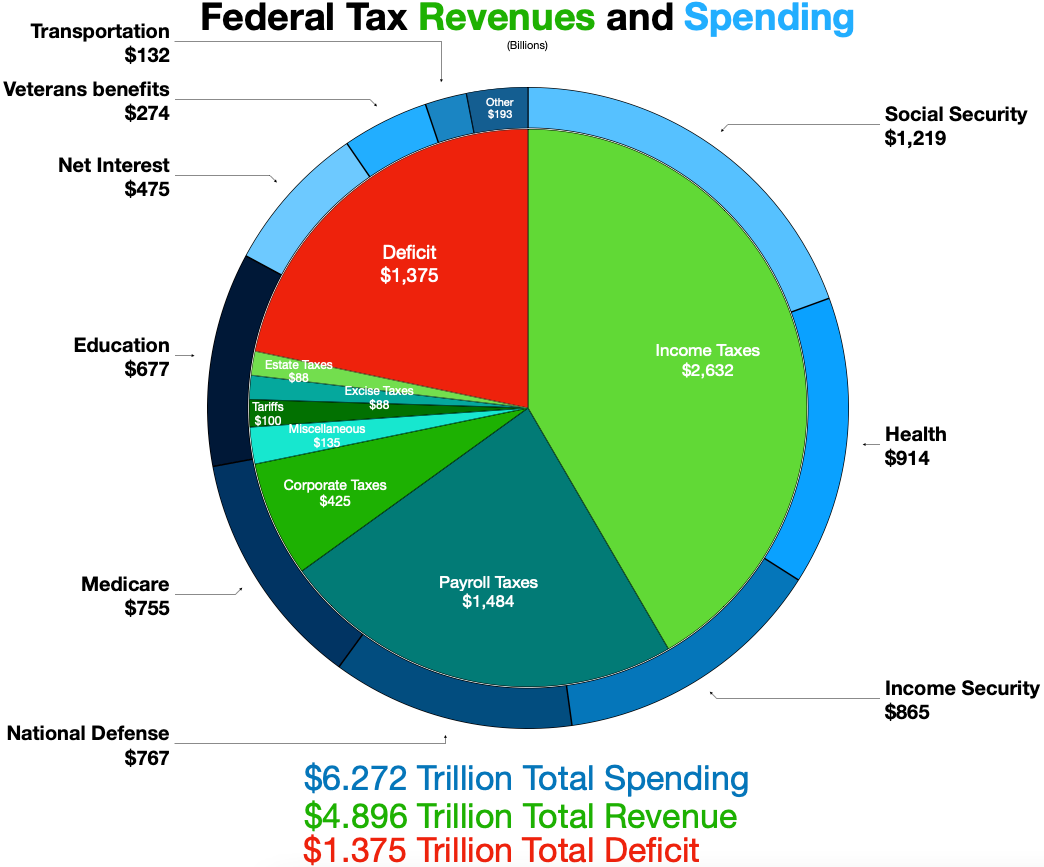 Federal Tax Revenues and Spending
(Billions)
Transportation
$132
Veterans benefits
$274
Net Interest
$475
Education
$677
Medicare
$755
National Defense
$767
Other
$193
Social Security
$1,219
Health
$914
Income Security
$865
Deficit
$1,375
Income Taxes
$2,632
Estate Taxes
$88
Excise Taxes
$88
Tariffs
$100
Miscellaneous
$135
Corporate Taxes
$425
Payroll Taxes
$1,484
$6.272 Trillion Total Spending
$4.896 Trillion Total Revenue
$1.375 Trillion Total Deficit